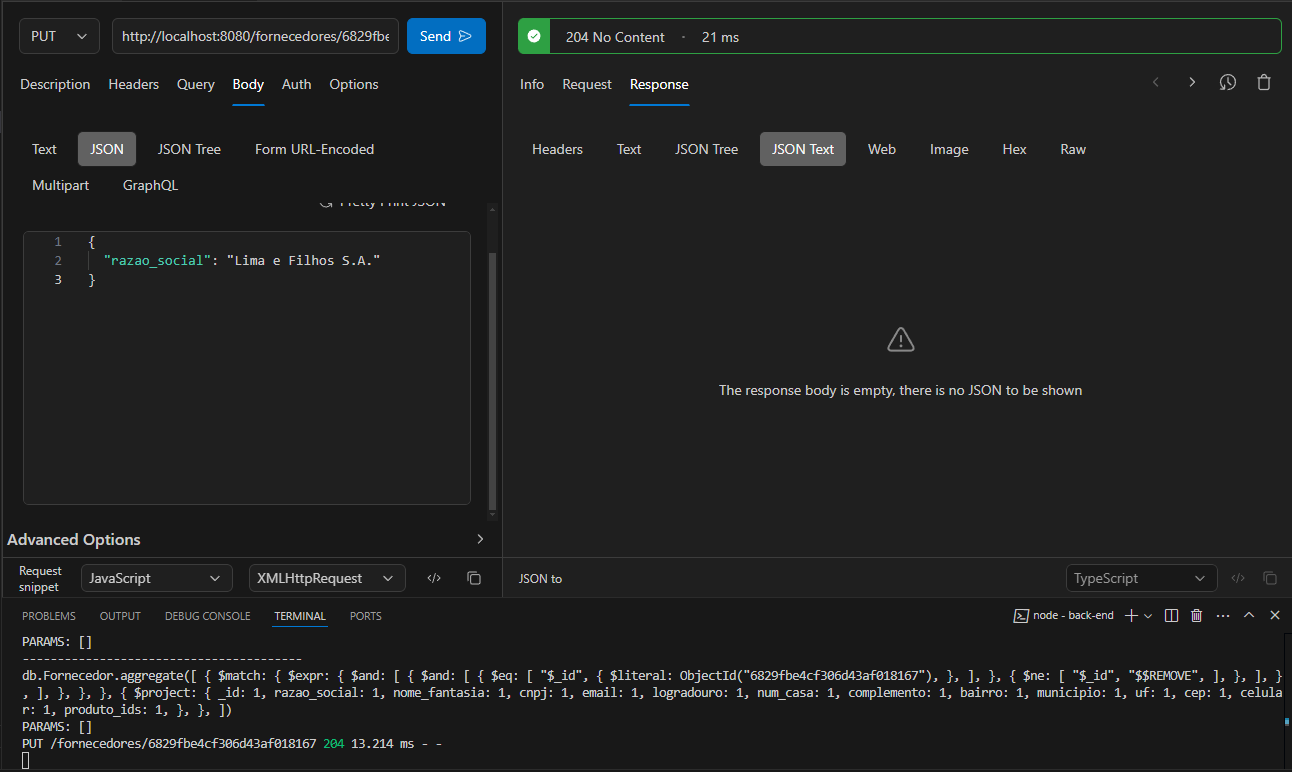 PUT
http://localhost:8080/fornecedores/6829fbe
Send
Description Headers Query Body Auth Options
Text JSON JSON Tree Form URL-Encoded
Multipart GraphQL
Pretty Print JSON
1 {
2 "razao_social": "Lima e Filhos S.A."
3 }
Advanced Options
Request snippet
JavaScript
XMLHttpRequest
204 No Content · 21 ms
Info Request Response
Headers Text JSON Tree JSON Text Web Image Hex Raw
The response body is empty, there is no JSON to be shown
JSON to
TypeScript
PROBLEMS OUTPUT DEBUG CONSOLE TERMINAL PORTS
node - back-end
PARAMS: []
----------------------------------------
db.Fornecedor.aggregate([ { $match: { $expr: { $and: [ { $and: [ { $eq: [ "$_id", { $literal: ObjectId("6829fbe4cf306d43af018167"), }, ], }, { $ne: [ "$_id", "$$REMOVE", ], }, ], }
, ], }, }, }, { $project: { _id: 1, razao_social: 1, nome_fantasia: 1, cnpj: 1, email: 1, logradouro: 1, num_casa: 1, complemento: 1, bairro: 1, municipio: 1, uf: 1, cep: 1, celula
r: 1, produto_ids: 1, }, }, ])
PARAMS: []
PUT /fornecedores/6829fbe4cf306d43af018167 204 13.214 ms - -